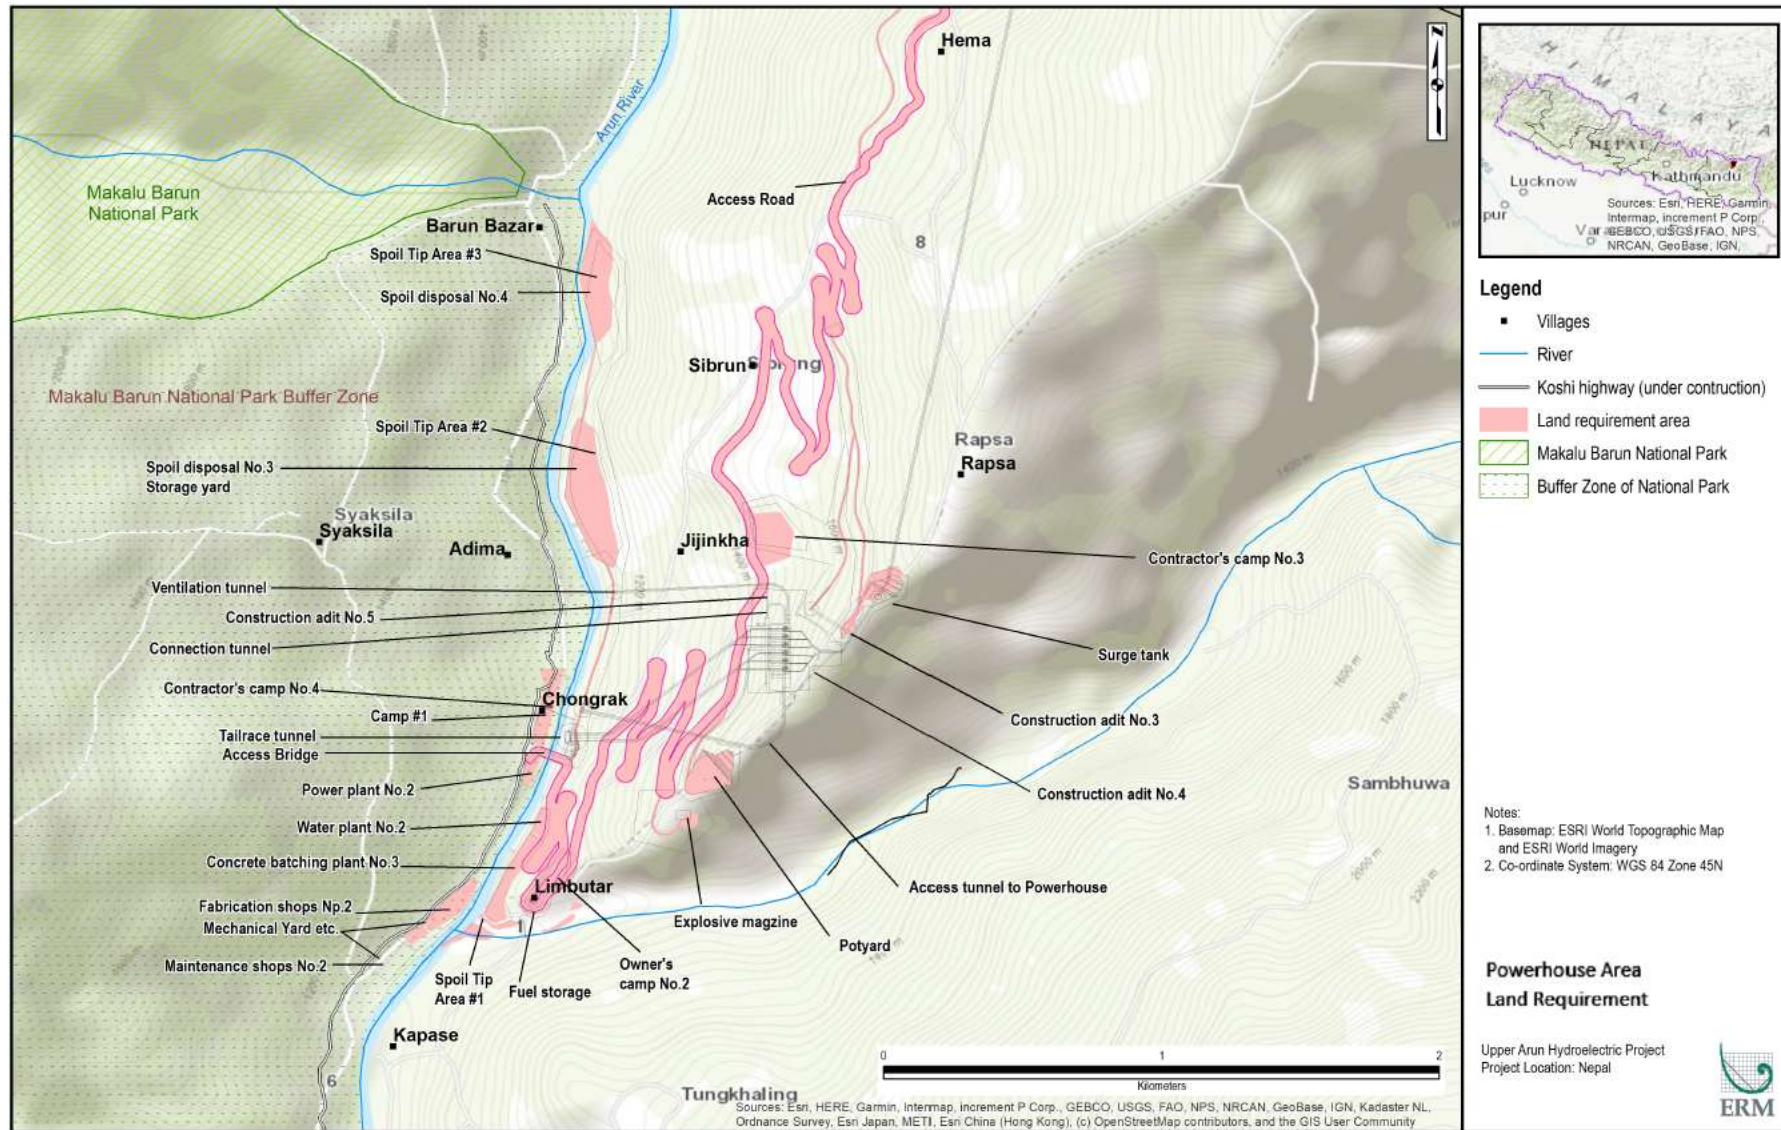 Hema
Arun River
Makalu Barun
National Park
Access Road
Barun Bazar
Spoil Tip Area #3
8
Spoil disposal No.4
Sibrun
Makalu Barun National Park Buffer Zone
Spoil Tip Area #2
Rapsa
Rapsa
Spoil disposal No.3
Storage yard
Syaksila
Syaksila
Adima
Jijinkha
Contractor's camp No.3
Ventilation tunnel
1200 m
Construction adit No.5
Connection tunnel
Surge tank
Contractor's camp No.4
Chongrak
Camp #1
Construction adit No.3
Tailrace tunnel
Access Bridge
Power plant No.2
Construction adit No.4
Sambhuwa
Water plant No.2
Concrete batching plant No.3
Limbutar
Access tunnel to Powerhouse
Fabrication shops Np.2
Mechanical Yard etc.
Explosive magzine
Potyard
Maintenance shops No.2
Spoil Tip
Area #1
Fuel storage
Owner's
camp No.2
Kapase
6
1400 m
1600 m
1800 m
2000 m
2200 m
0 1 2
Kilometers
Tungkhaling
Sources: Esri, HERE, Garmin, Intermap, increment P Corp., GEBCO, USGS, FAO, NPS, NRCAN, GeoBase, IGN, Kadaster NL,
Ordnance Survey, Esri Japan, METI, Esri China (Hong Kong), (c) OpenStreetMap contributors, and the GIS User Community
N
HIMALAYA
NEPAL
Kathmandu
Lucknow
pur
Sources: Esri, HERE, Garmin,
Intermap, increment P Corp.,
GEBCO, USGS, FAO, NPS,
NRCAN, GeoBase, IGN,
Legend
Villages
River
Koshi highway (under contruction)
Land requirement area
Makalu Barun National Park
Buffer Zone of National Park
Notes:
1. Basemap: ESRI World Topographic Map
and ESRI World Imagery
2. Co-ordinate System: WGS 84 Zone 45N
Powerhouse Area
Land Requirement
Upper Arun Hydroelectric Project
Project Location: Nepal
ERM